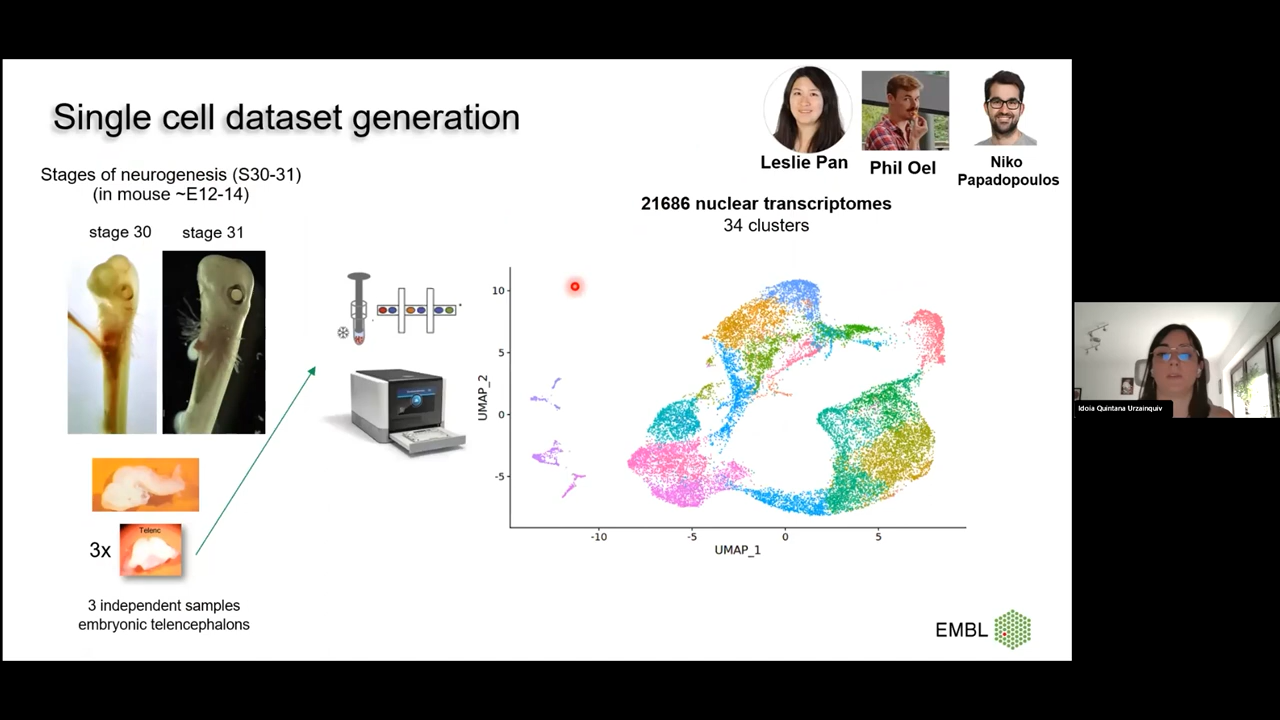 Single cell dataset generation
Leslie Pan
Phil Oel
Niko
Papadopoulos
Stages of neurogenesis (S30-31)
(in mouse ~E12-14)
stage 30
stage 31
21686 nuclear transcriptomes
34 clusters
10
5
0
-5
UMAP_2
-10
-5
0
5
UMAP_1
Telenc
3x
3 independent samples
embryonic telencephalons
EMBL
Idoia Quintana Urzainquiv